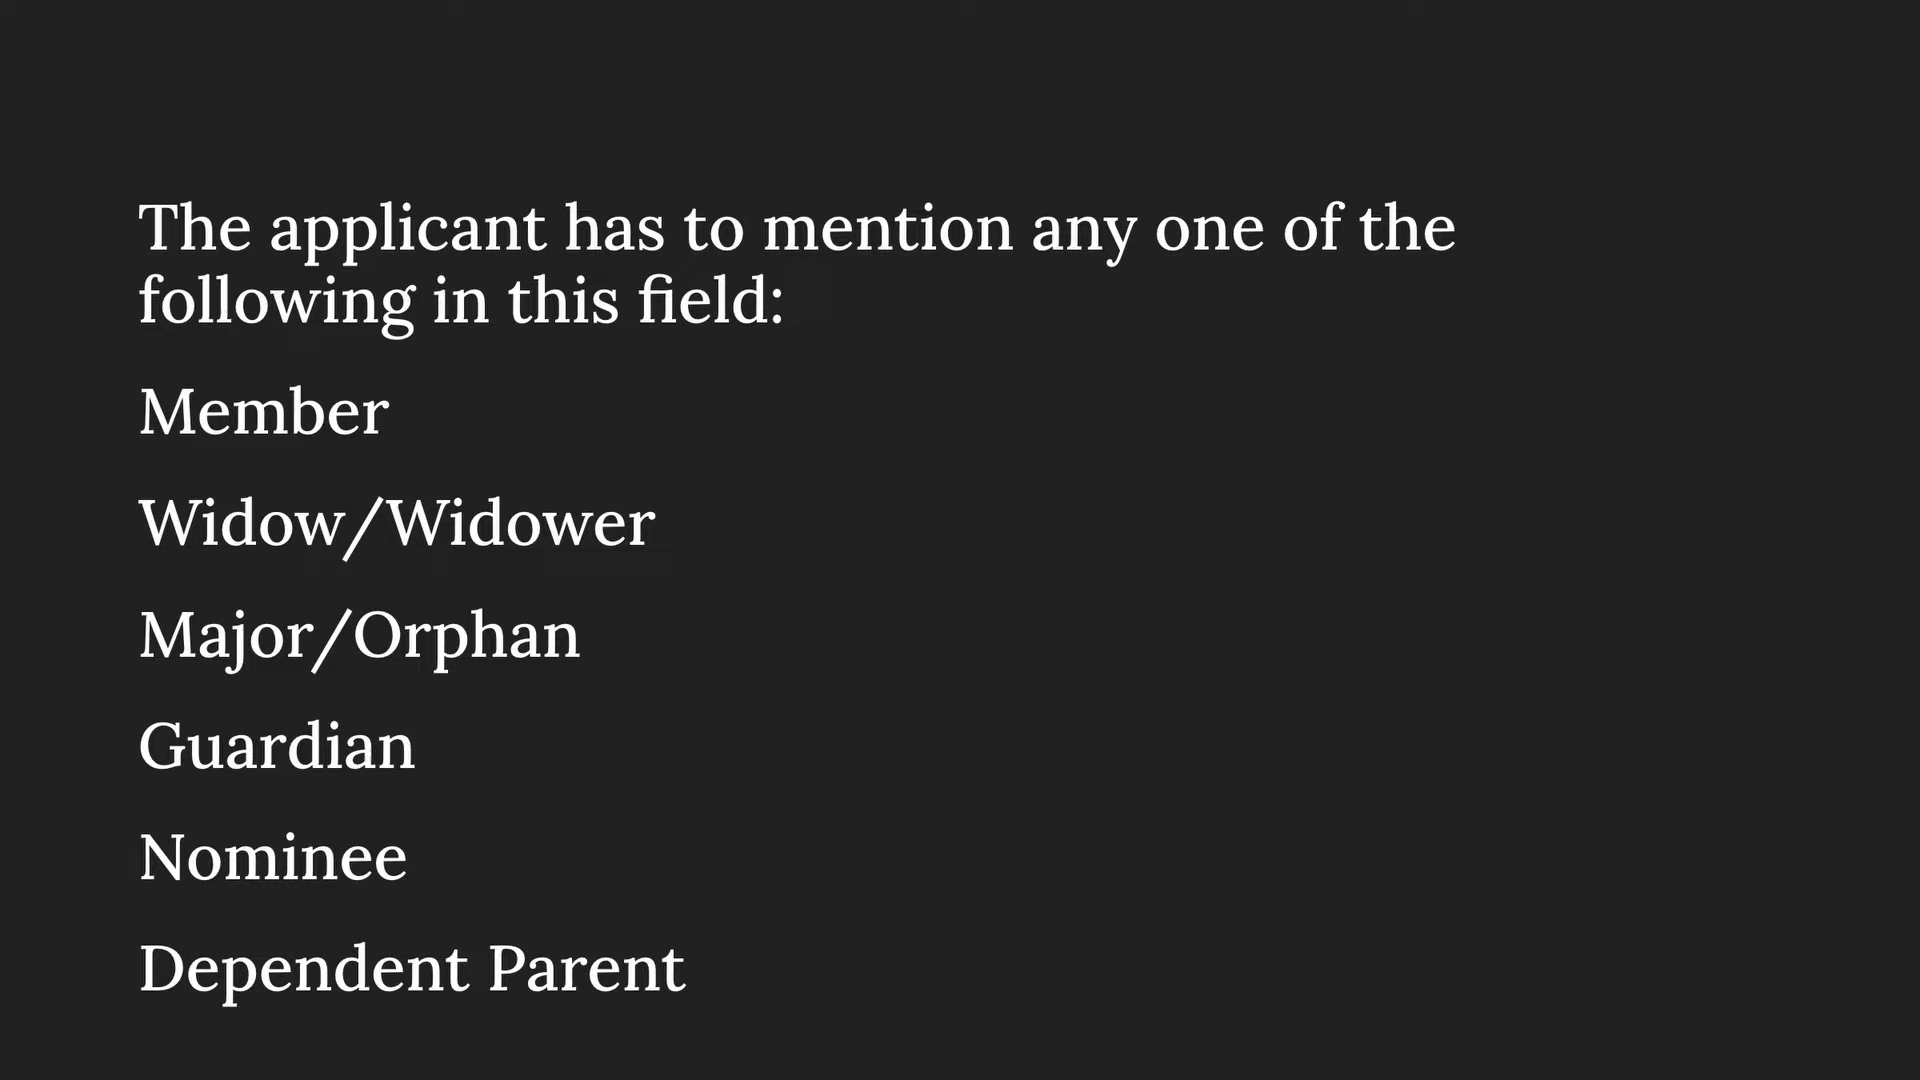 The applicant has to mention any one of the
following in this field:
Member
Widow/Widower
Major/Orphan
Guardian
Nominee
Dependent Parent